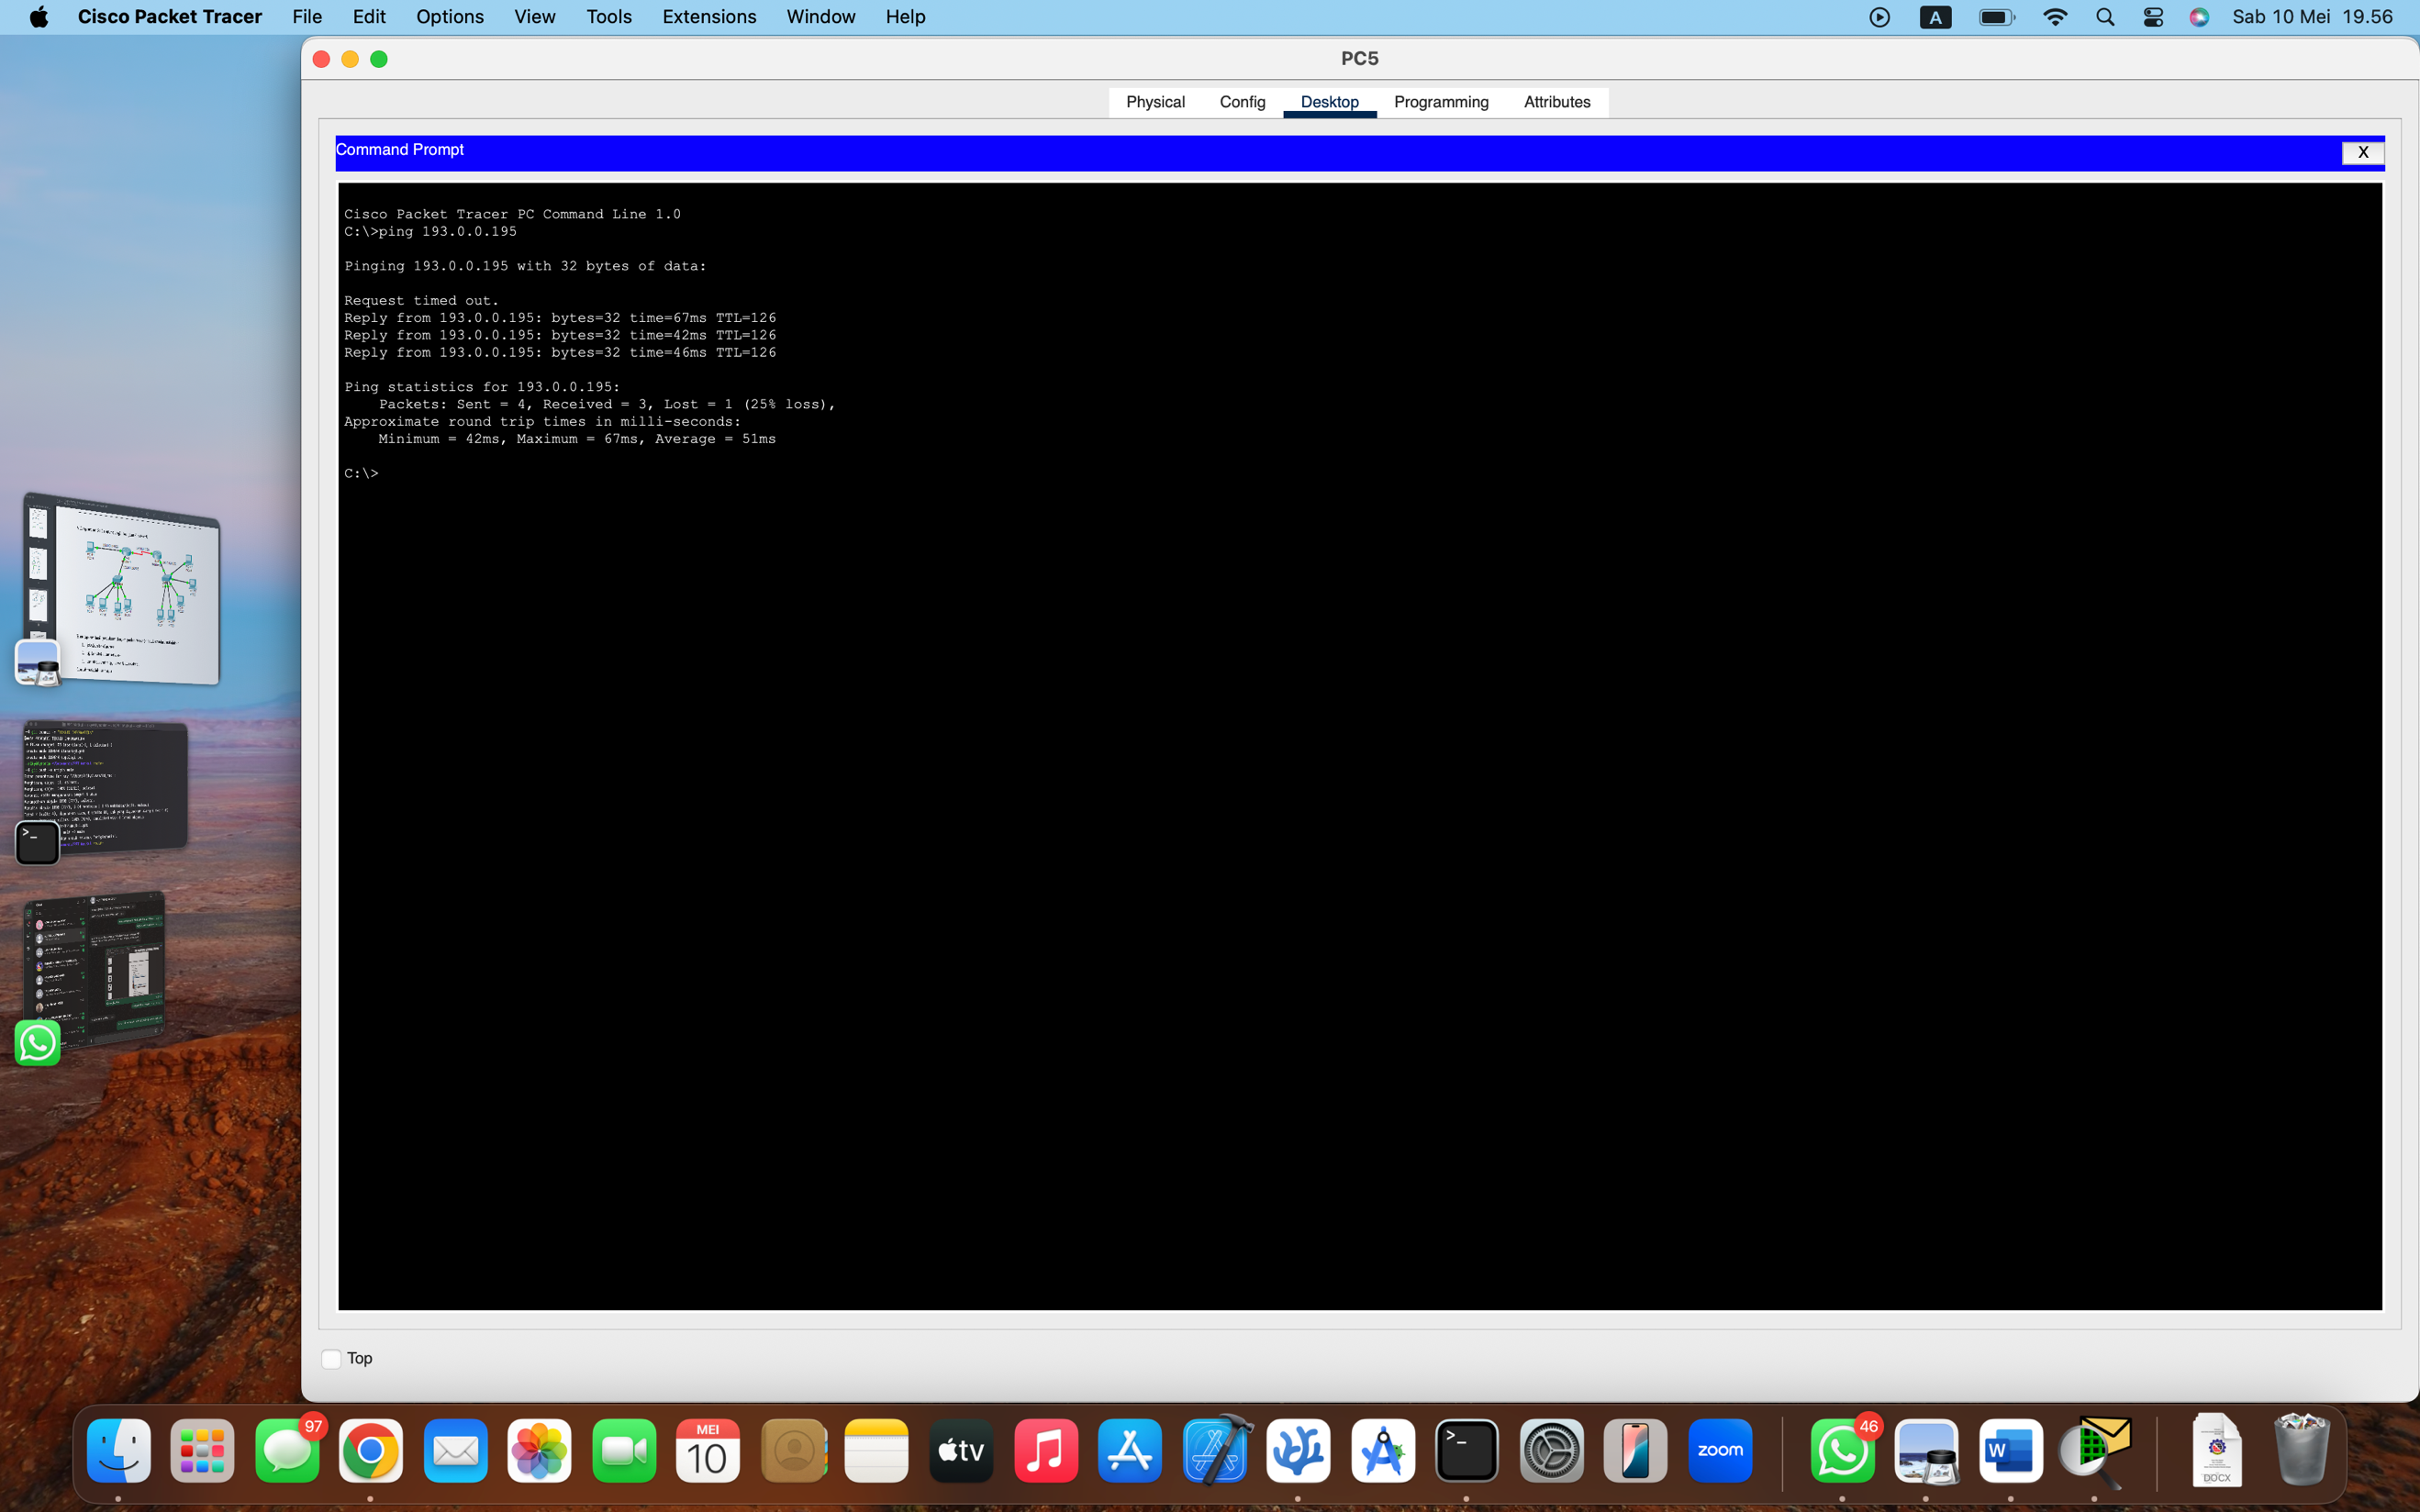 Cisco Packet Tracer File Edit Options View Tools Extensions Window Help A Sab 10 Mei 19.56
PC5
Physical Config Desktop Programming Attributes
Command Prompt X
Cisco Packet Tracer PC Command Line 1.0
C:\>ping 193.0.0.195
Pinging 193.0.0.195 with 32 bytes of data:
Request timed out.
Reply from 193.0.0.195: bytes=32 time=67ms TTL=126
Reply from 193.0.0.195: bytes=32 time=42ms TTL=126
Reply from 193.0.0.195: bytes=32 time=46ms TTL=126
Ping statistics for 193.0.0.195:
Packets: Sent = 4, Received = 3, Lost = 1 (25% loss),
Approximate round trip times in milli-seconds:
Minimum = 42ms, Maximum = 67ms, Average = 51ms
C:\>
Top
97
MEI
10
tv
>_
zoom
46
W
DOCX